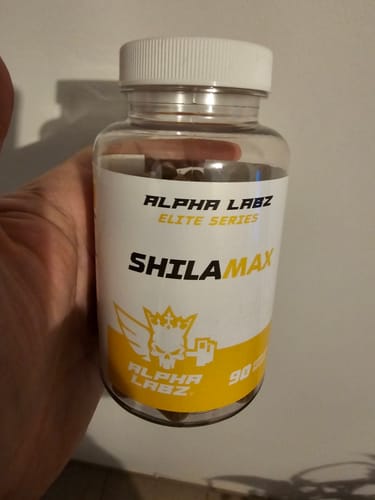 ALPHA LABZ
ELITE SERIES
SHILAMAX
ALPHA
LABZ
90